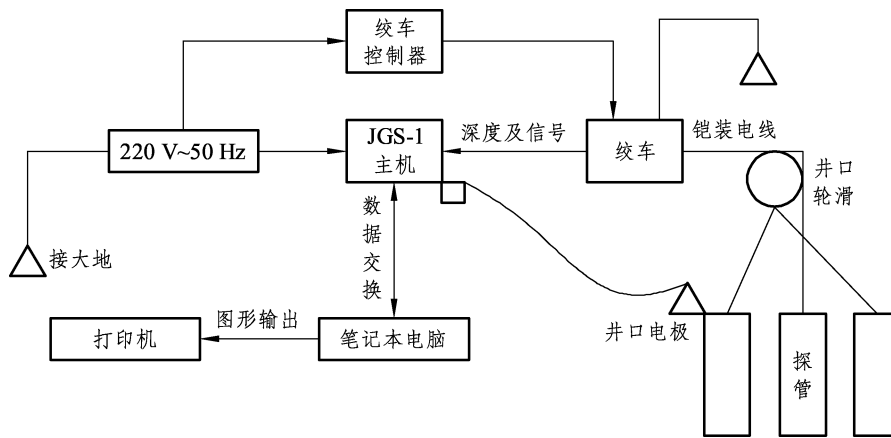 绞车
控制器
220 V~50 Hz
JGS-1
主机
深度及信号
绞车
铠装电线
井口
轮滑
接大地
数
据
交
换
打印机
图形输出
笔记本电脑
井口电极
探
管